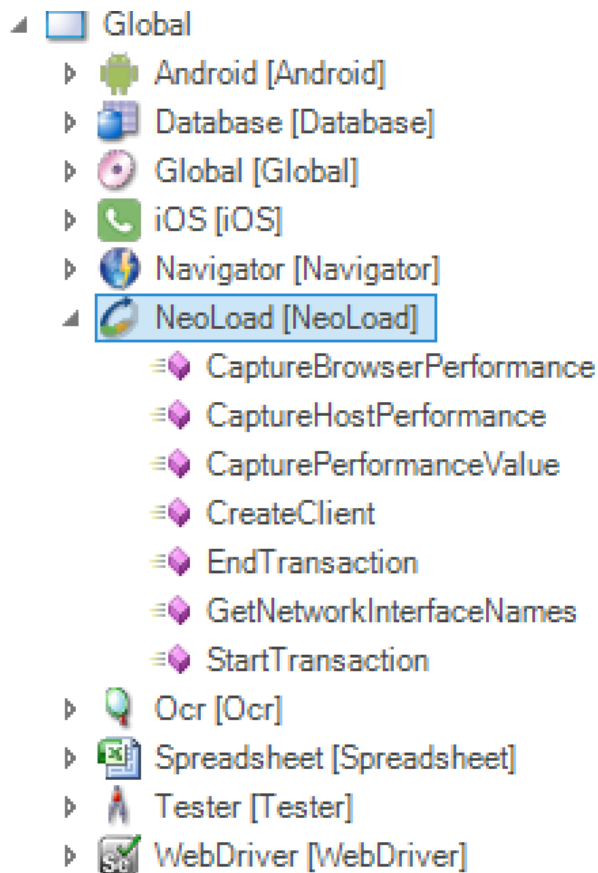 Global
Android [Android]
Database [Database]
Global [Global]
iOS [iOS]
Navigator [Navigator]
NeoLoad [NeoLoad]
CaptureBrowserPerformance
CaptureHostPerformance
CapturePerformanceValue
CreateClient
EndTransaction
GetNetworkInterfaceNames
StartTransaction
Ocr [Ocr]
Spreadsheet [Spreadsheet]
Tester [Tester]
WebDriver [WebDriver]